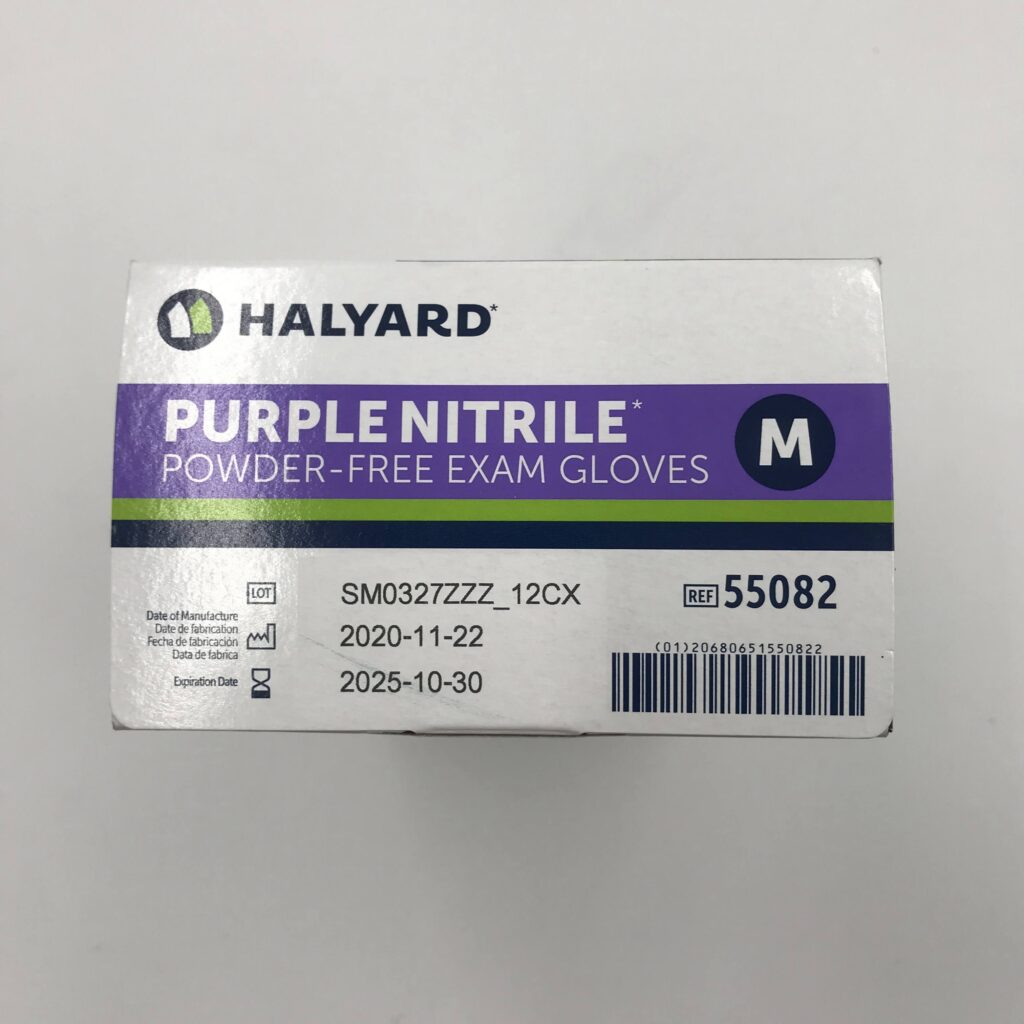 HALYARD*
PURPLE NITRILE*
POWDER-FREE EXAM GLOVES
M
LOT
SM0327ZZZ_12CX
REF 55082
Date of Manufacture
Date de fabrication
Fecha de fabricación
Data de fabrica
2020-11-22
(01)20680651550822
Expiration Date
2025-10-30